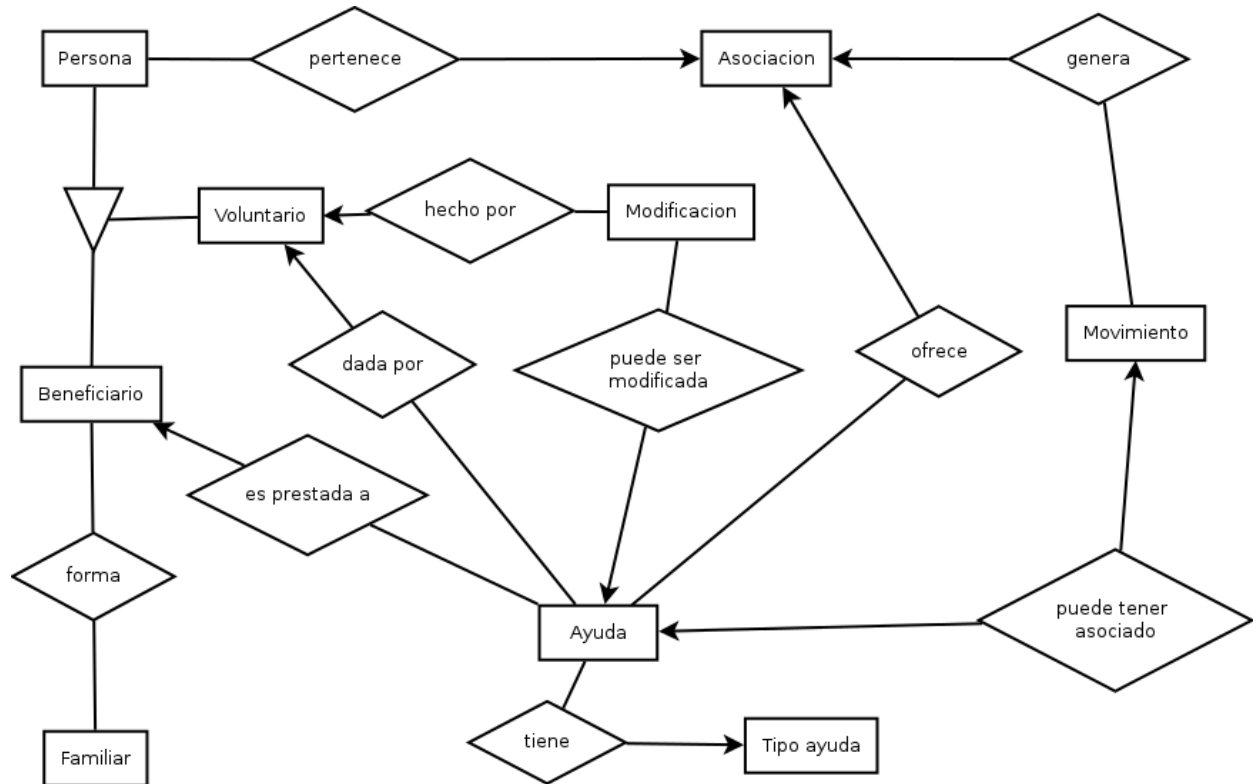 Persona
pertenece
Asociacion
genera
Voluntario
hecho por
Modificacion
Movimiento
dada por
puede ser
modificada
ofrece
Beneficiario
es prestada a
forma
Ayuda
puede tener
asociado
tiene
Tipo ayuda
Familiar